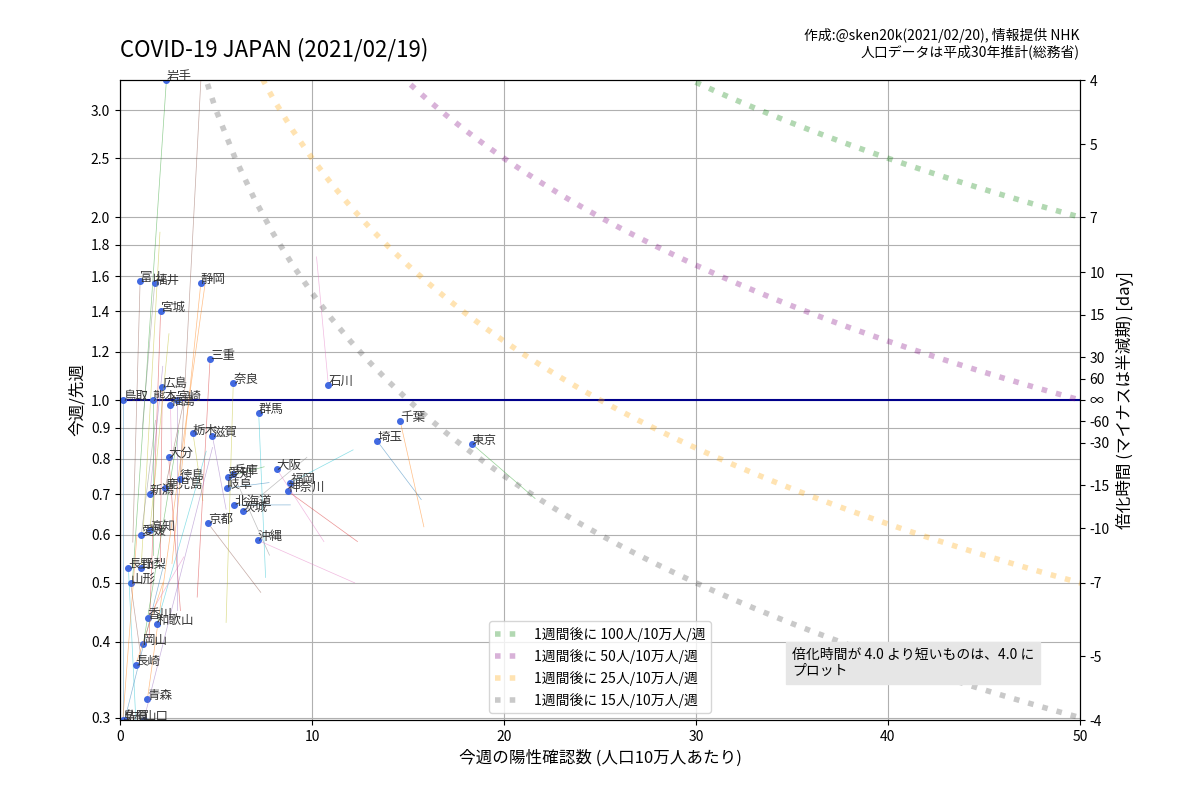 COVID-19 JAPAN (2021/02/19)
作成:@sken20k(2021/02/20), 情報提供 NHK
人口データは平成30年推計(総務省)
岩手
富山
福井
静岡
宮城
三重
奈良
石川
広島
鳥取
熊本
宮崎
福島
群馬
千葉
栃木
滋賀
埼玉
東京
大分
大阪
兵庫
愛知
徳島
鹿児島
岐阜
福岡
神奈川
新潟
北海道
茨城
京都
高知
愛媛
沖縄
長野
山梨
山形
香川
和歌山
岡山
長崎
青森
山口
3.0
2.5
2.0
1.8
1.6
1.4
1.2
1.0
0.9
0.8
0.7
0.6
0.5
0.4
0.3
今週/先週
4
5
7
10
15
30
60
∞
-60
-30
-15
-10
-7
-5
-4
倍化時間 (マイナスは半減期) [day]
1週間後に 100人/10万人/週
1週間後に 50人/10万人/週
1週間後に 25人/10万人/週
1週間後に 15人/10万人/週
倍化時間が 4.0 より短いものは、4.0 に
プロット
0
10
20
30
40
50
今週の陽性確認数 (人口10万人あたり)